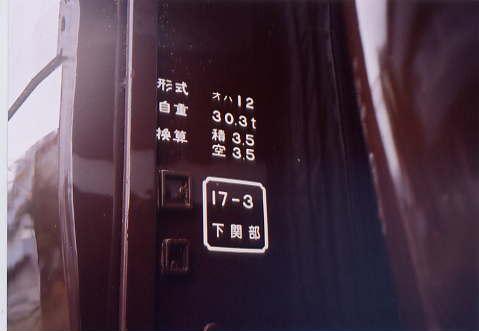 形式 オハ12
自重 30.3t
換算 積 3.5
空 3.5
17-3
下関部